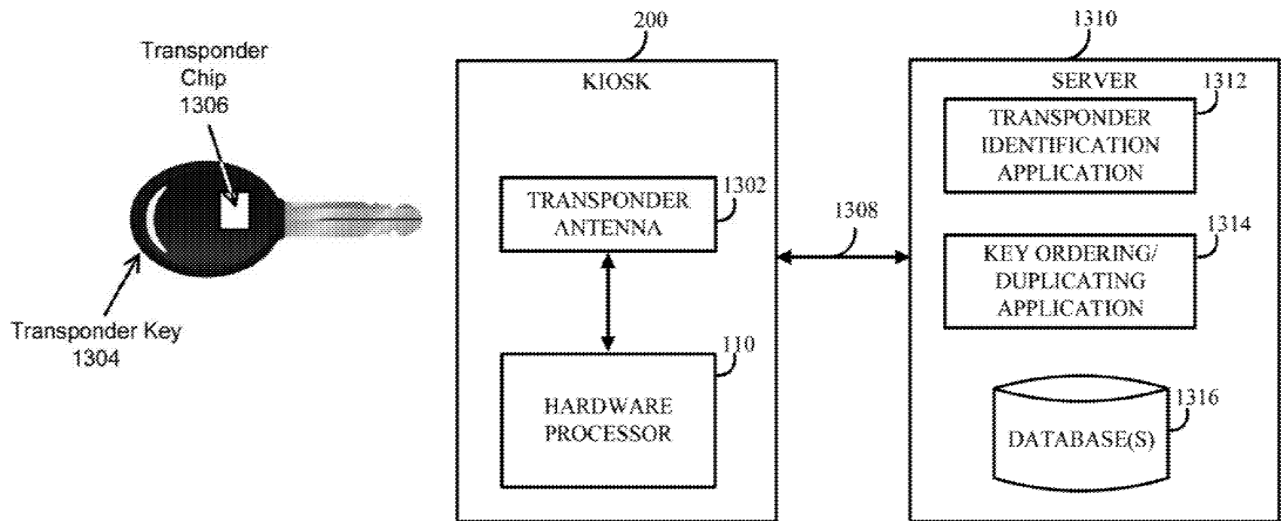 Transponder
Chip
1306
Transponder Key
1304
200
KIOSK
1302
TRANSPONDER
ANTENNA
110
HARDWARE
PROCESSOR
1308
1310
SERVER
1312
TRANSPONDER
IDENTIFICATION
APPLICATION
1314
KEY ORDERING/
DUPLICATING
APPLICATION
1316
DATABASE(S)